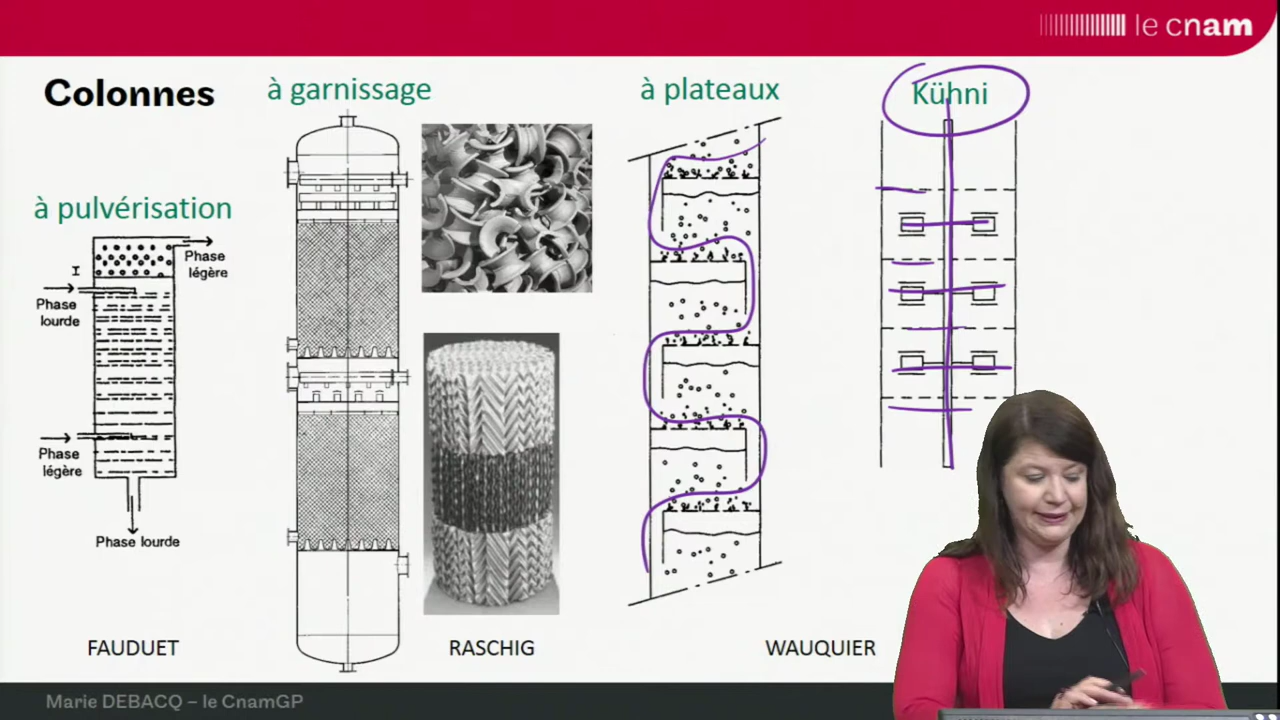 le cnam
Colonnes
à garnissage
à plateaux
Kühni
à pulvérisation
I
Phase
légère
Phase
lourde
Phase
légère
Phase lourde
FAUDUET
RASCHIG
WAUQUIER
Marie DEBACQ – le CnamGP